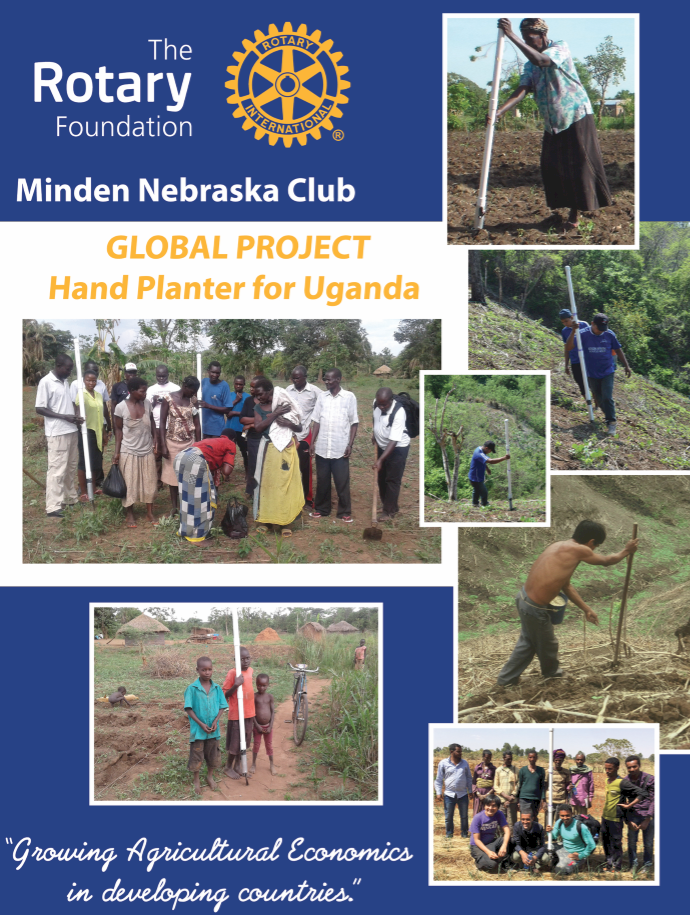 The
Rotary
Foundation
ROTARY
INTERNATIONAL
®
Minden Nebraska Club
GLOBAL PROJECT
Hand Planter for Uganda
"Growing Agricultural Economics
in developing countries."